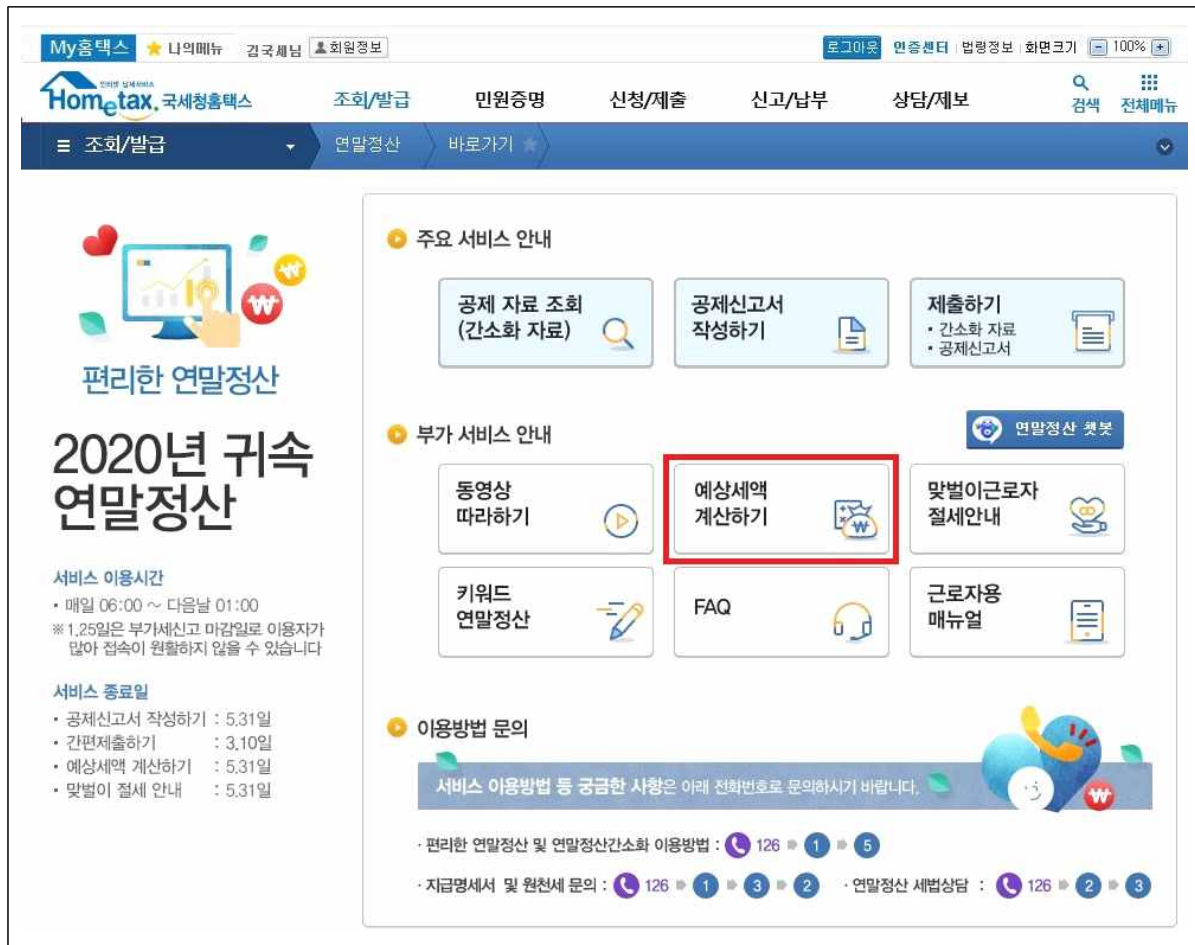 My홈택스 ★ 나의메뉴 김국세님 회원정보 로그아웃 인증센터 법령정보 화면크기 - 100% +
인터넷 납세서비스
Hometax. 국세청홈택스 조회/발급 민원증명 신청/제출 신고/납부 상담/제보 검색 전체메뉴
≡ 조회/발급 연말정산 바로가기 ★
편리한 연말정산
2020년 귀속
연말정산
서비스 이용시간
• 매일 06:00 ~ 다음날 01:00
※ 1.25일은 부가세신고 마감일로 이용자가
많아 접속이 원활하지 않을 수 있습니다
서비스 종료일
• 공제신고서 작성하기 : 5.31일
• 간편제출하기 : 3.10일
• 예상세액 계산하기 : 5.31일
• 맞벌이 절세 안내 : 5.31일
주요 서비스 안내
공제 자료 조회
(간소화 자료)
공제신고서
작성하기
제출하기
• 간소화 자료
• 공제신고서
부가 서비스 안내
연말정산 챗봇
동영상
따라하기
예상세액
계산하기
맞벌이근로자
절세안내
키워드
연말정산
FAQ
근로자용
매뉴얼
이용방법 문의
서비스 이용방법 등 궁금한 사항은 아래 전화번호로 문의하시기 바랍니다.
· 편리한 연말정산 및 연말정산간소화 이용방법 : 126 1 5
· 지급명세서 및 원천세 문의 : 126 1 3 2 · 연말정산 세법상담 : 126 2 3